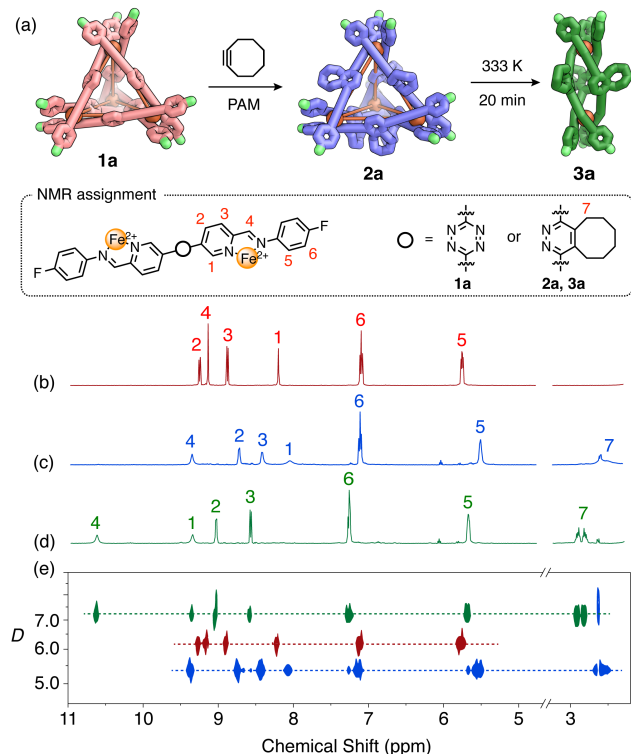 (a)
PAM
333 K
20 min
1a
2a
3a
NMR assignment
Fe2+
F
N
N
2
3
4
1
N
N
Fe2+
5
6
F
=
N
N
N
N
1a
or
N
N
7
2a, 3a
(b)
2
4
3
1
6
5
(c)
4
2
3
1
6
5
7
(d)
4
1
2
3
6
5
7
(e)
D
7.0
6.0
5.0
11
10
9
8
7
6
5
3
Chemical Shift (ppm)